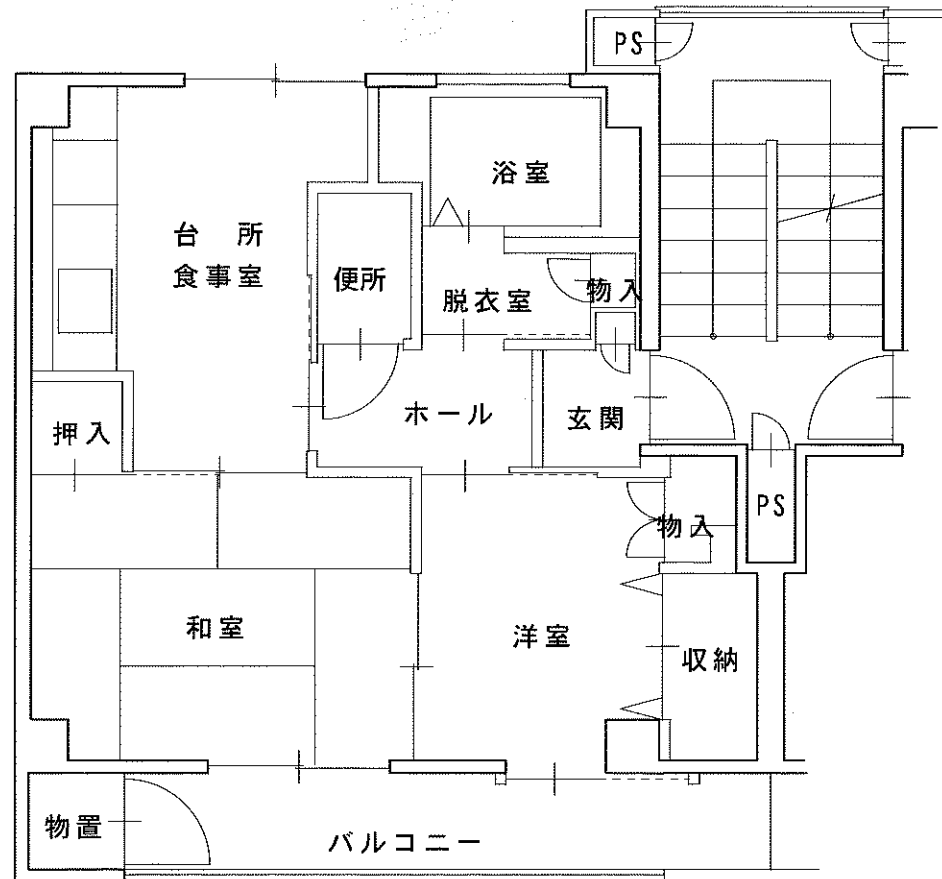 PS
浴室
台所
食事室
便所
脱衣室
物入
ホール
玄関
押入
物入
PS
和室
洋室
収納
物置
バルコニー